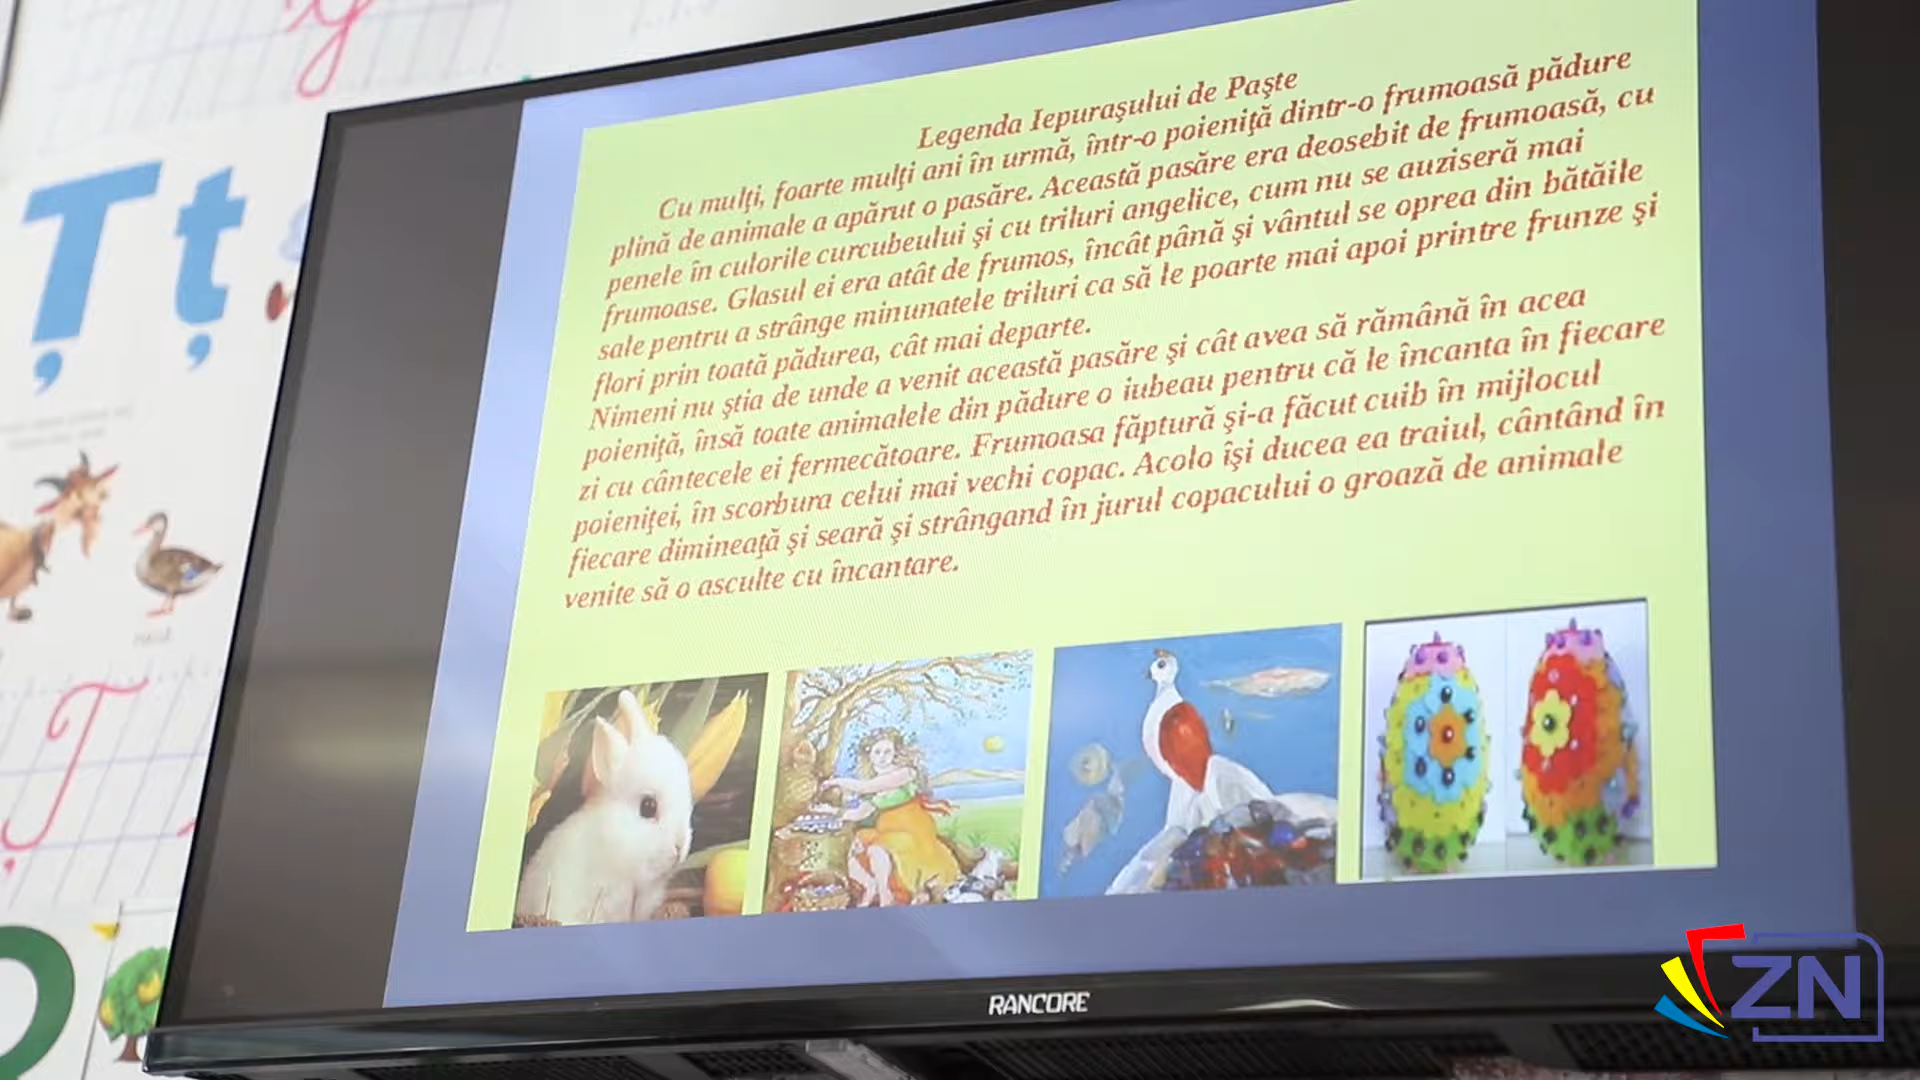 Legenda Iepuraşului de Paşte
Cu mulţi, foarte mulţi ani în urmă, într-o poieniţă dintr-o frumoasă pădure
plină de animale a apărut o pasăre. Această pasăre era deosebit de frumoasă, cu
penele în culorile curcubeului şi cu triluri angelice, cum nu se auziseră mai
frumoase. Glasul ei era atât de frumos, încât până şi vântul se oprea din bătăile
sale pentru a strânge minunatele triluri ca să le poarte mai apoi printre frunze şi
flori prin toată pădurea, cât mai departe.
Nimeni nu ştia de unde a venit această pasăre şi cât avea să rămână în acea
poieniţă, însă toate animalele din pădure o iubeau pentru că le încanta în fiecare
zi cu cântecele ei fermecătoare. Frumoasa făptură şi-a făcut cuib în mijlocul
poieniţei, în scorbura celui mai vechi copac. Acolo îşi ducea ea traiul, cântând în
fiecare dimineaţă şi seară şi strângand în jurul copacului o groază de animale
venite să o asculte cu încantare.
Ț ț
T
RANCORE
ZN